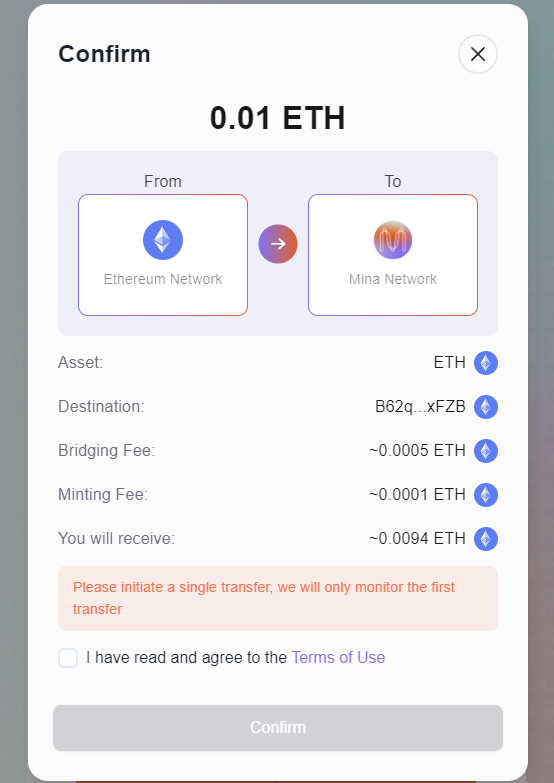 Confirm
0.01 ETH
From
To
Ethereum Network
Mina Network
Asset: ETH
Destination: B62q...xFZB
Bridging Fee: ~0.0005 ETH
Minting Fee: ~0.0001 ETH
You will receive: ~0.0094 ETH
Please initiate a single transfer, we will only monitor the first
transfer
I have read and agree to the Terms of Use
Confirm